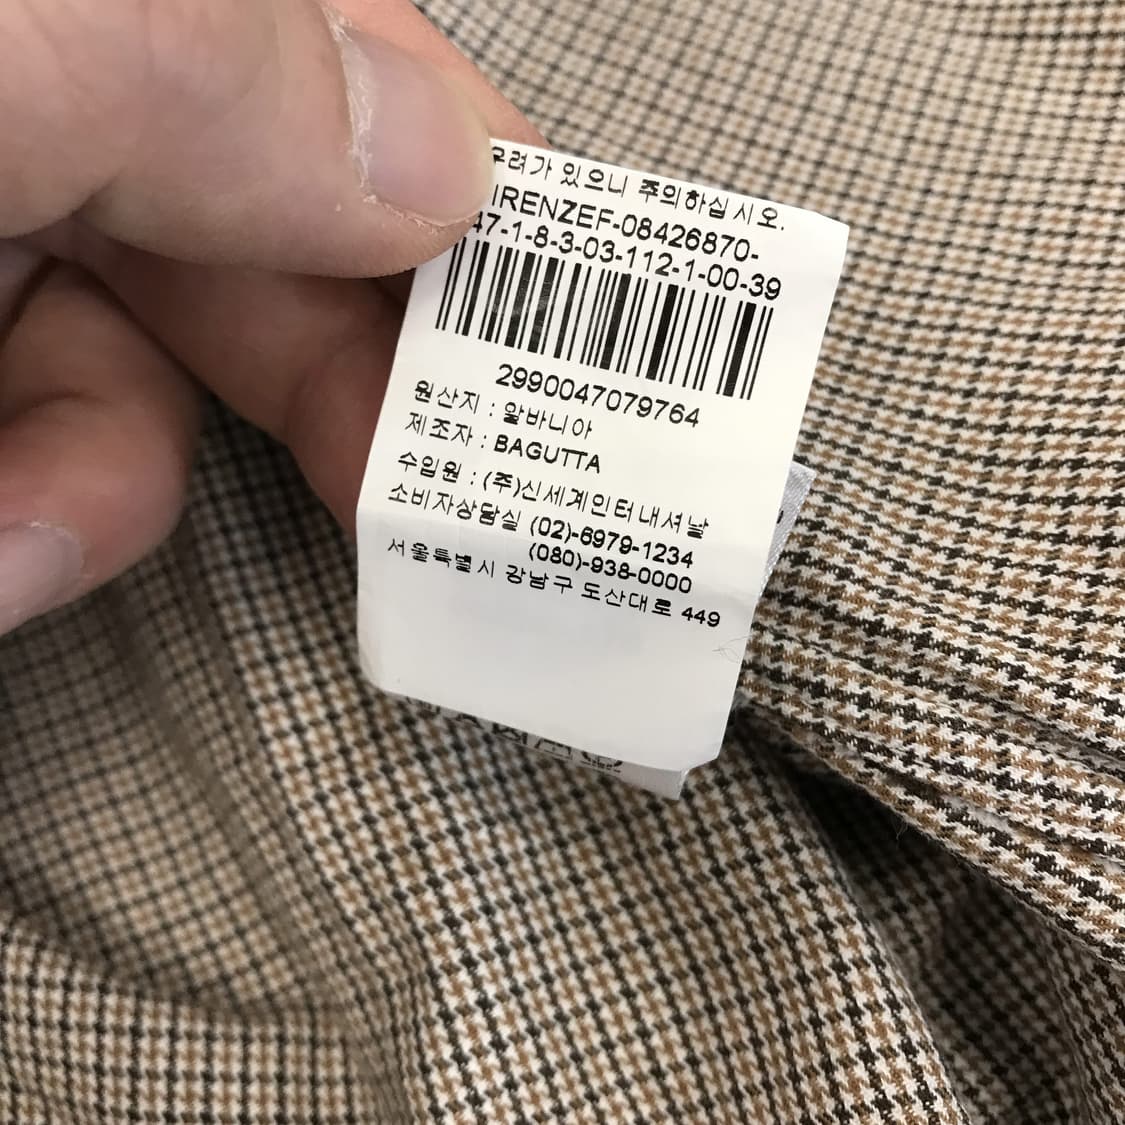 우려가 있으니 주의하십시오.
IRENZEF-08426870-
47-1-8-3-03-112-1-00-39
2990047079764
원산지 : 알바니아
제조자 : BAGUTTA
수입원 : (주)신세계인터내셔날
소비자상담실 (02)-6979-1234
(080)-938-0000
서울특별시 강남구 도산대로 449